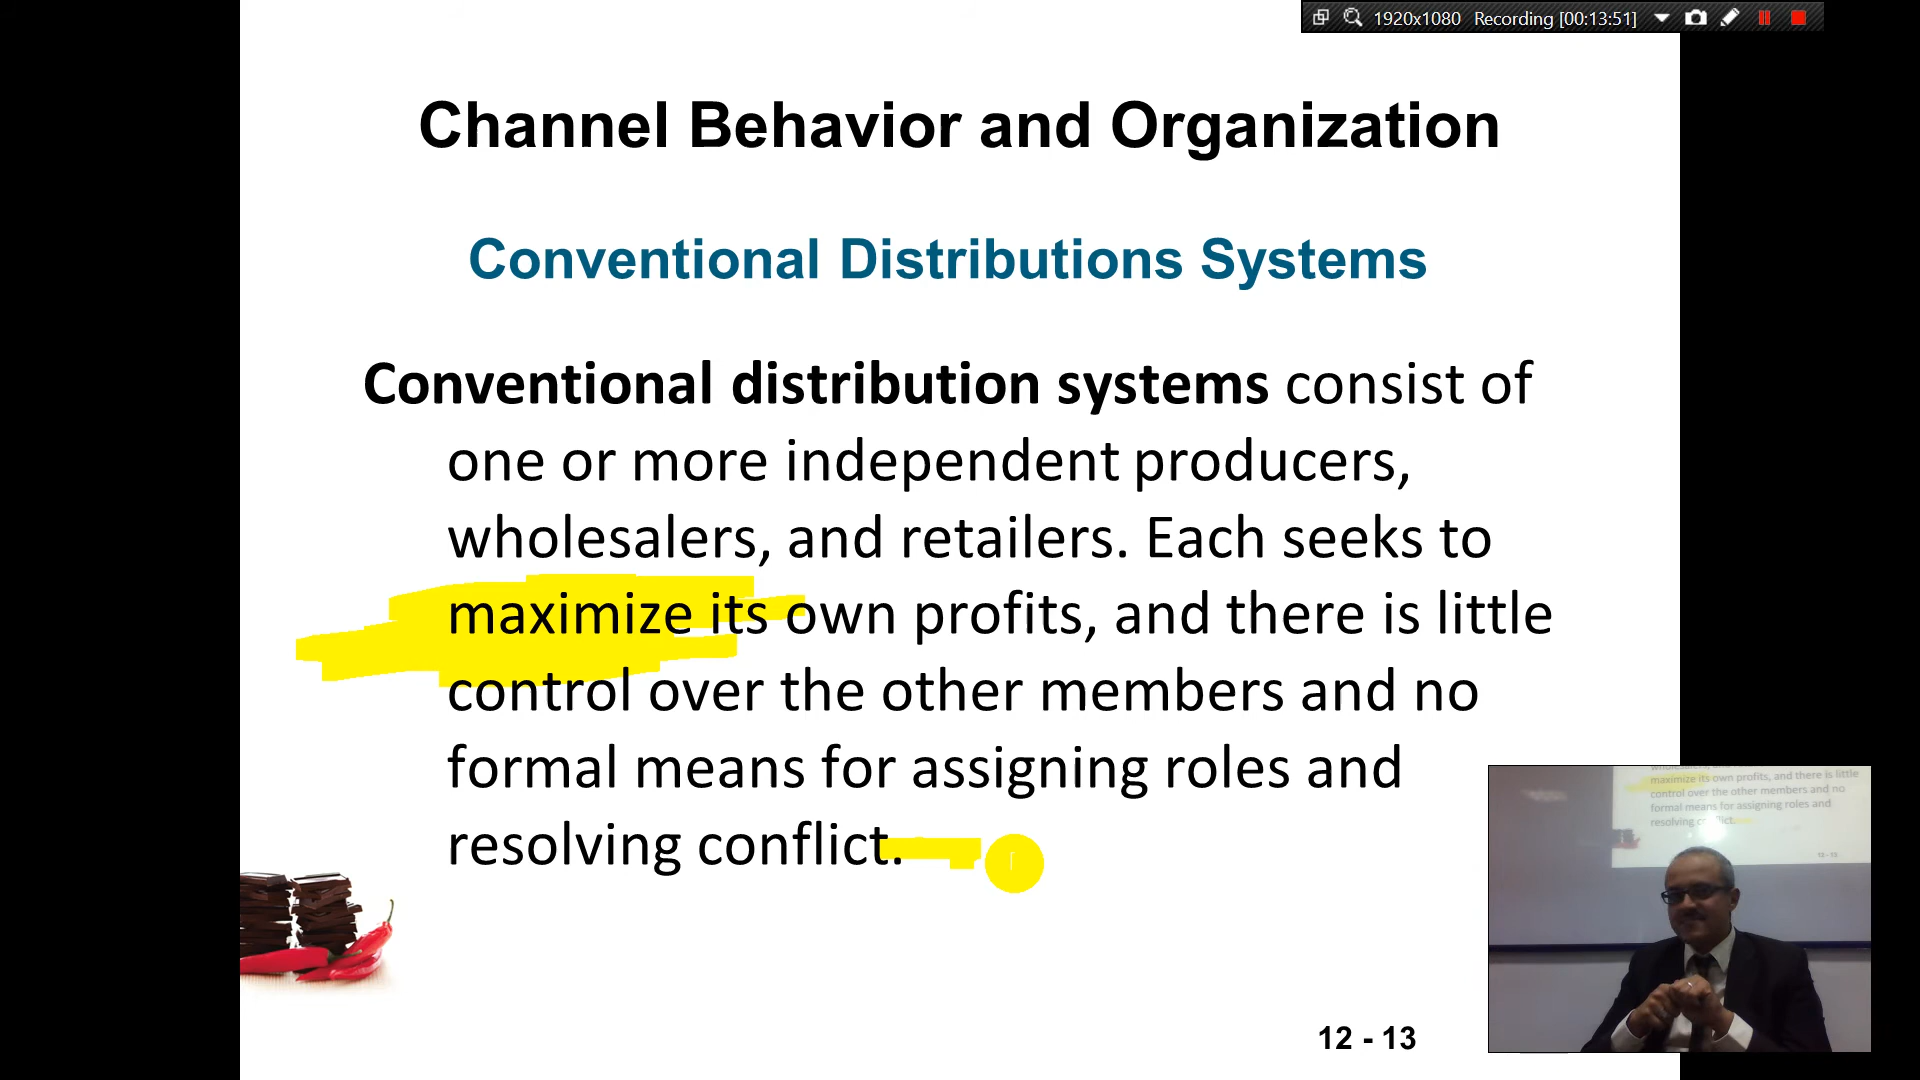 1920x1080 Recording [00:13:51]
Channel Behavior and Organization
Conventional Distributions Systems
Conventional distribution systems consist of
one or more independent producers,
wholesalers, and retailers. Each seeks to
maximize its own profits, and there is little
control over the other members and no
formal means for assigning roles and
resolving conflict.
maximize its own profits, and there is little
control over the other members and no
formal means for assigning roles and
resolving
12 - 13
12 - 13